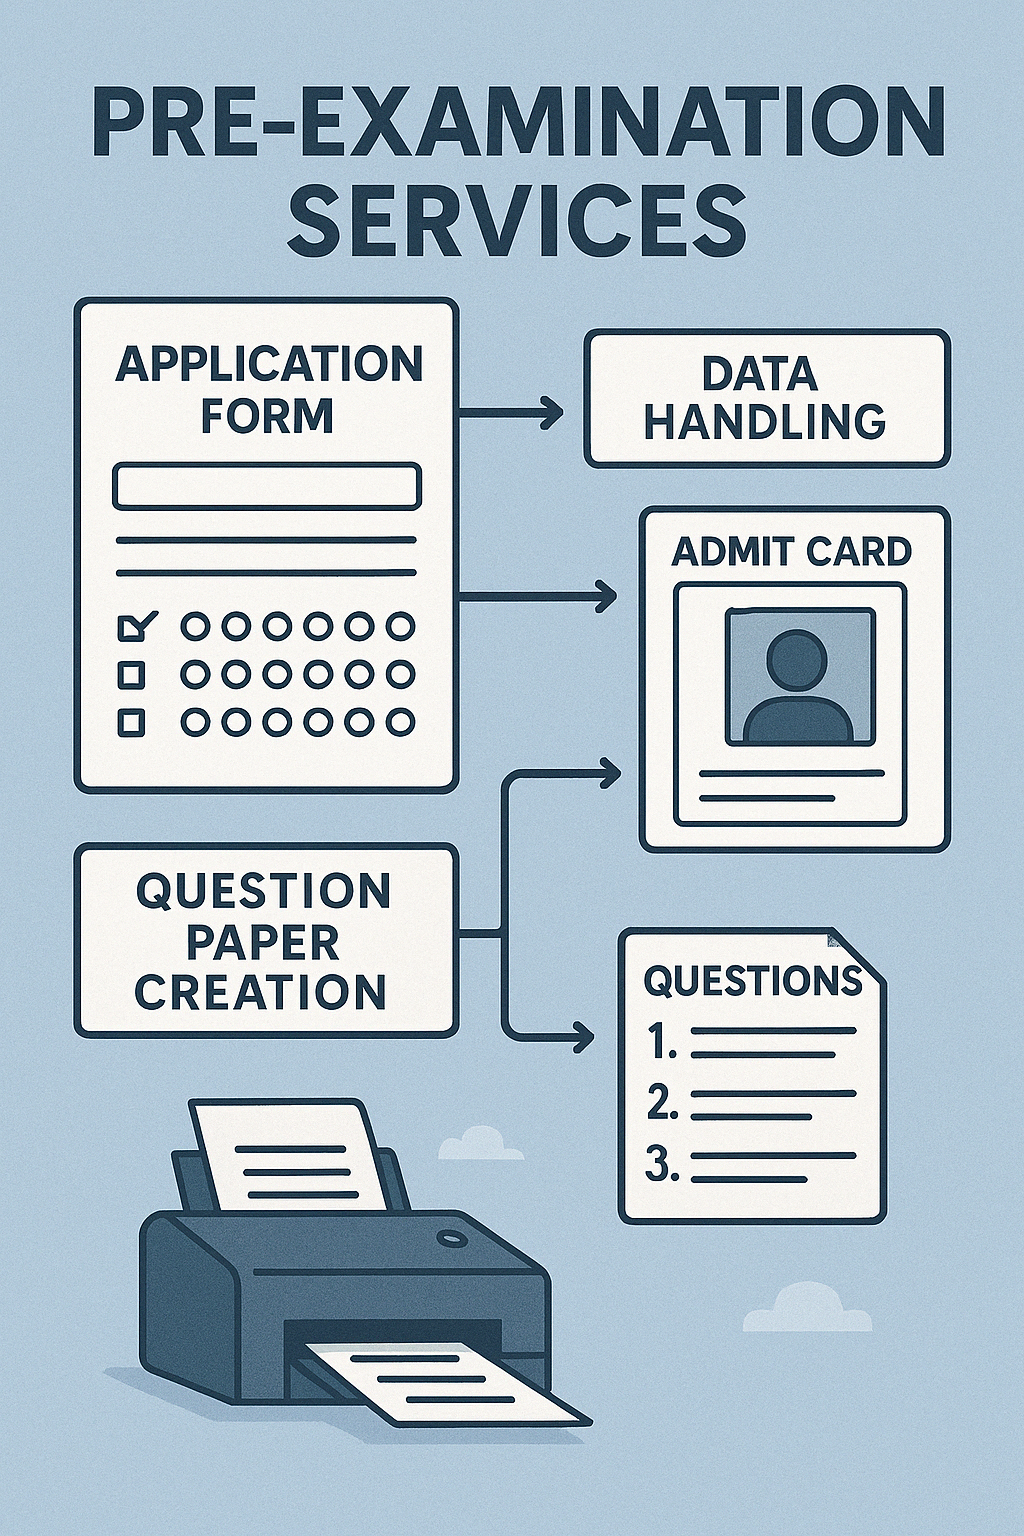 PRE-EXAMINATION
SERVICES
APPLICATION
FORM
DATA
HANDLING
ADMIT CARD
QUESTION
PAPER
CREATION
QUESTIONS
1.
2.
3.